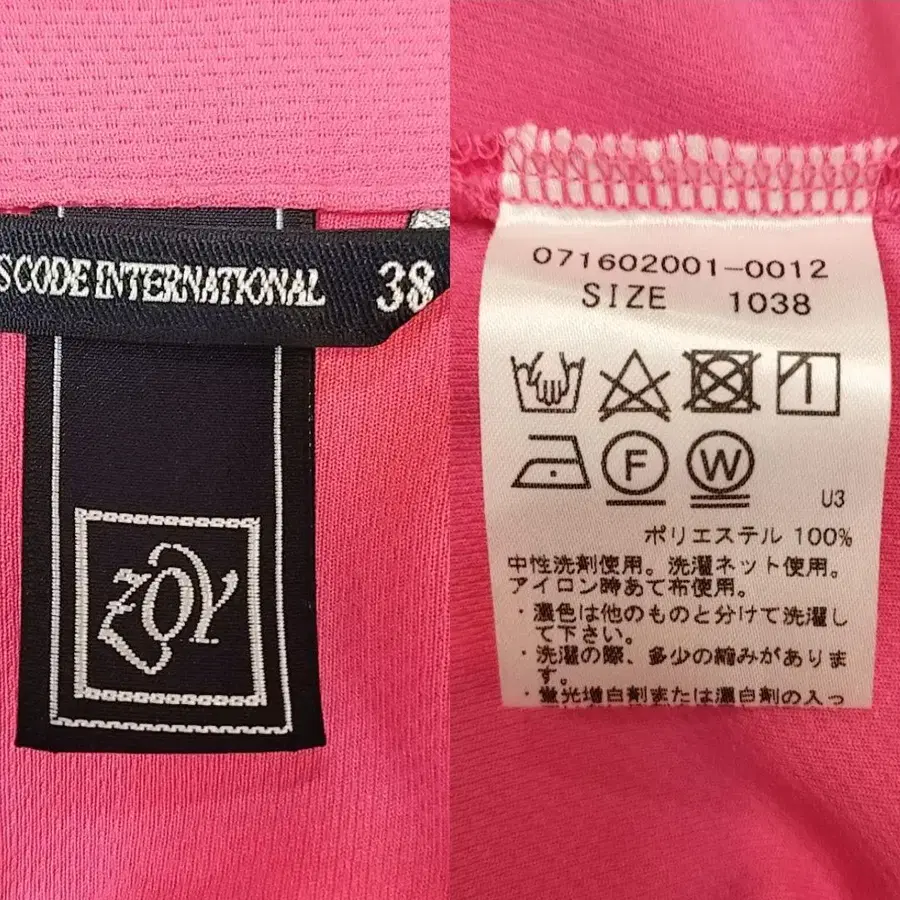 S CODE INTERNATIONAL 38
ZOY
071602001-0012
SIZE 1038
F W
U3
ポリエステル 100%
中性洗剤使用。洗濯ネット使用。
アイロン時あて布使用。
・濃色は他のものと分けて洗濯し
て下さい。
・洗濯の際、多少の縮みがありま
す。
・蛍光増白剤または漂白剤の入っ